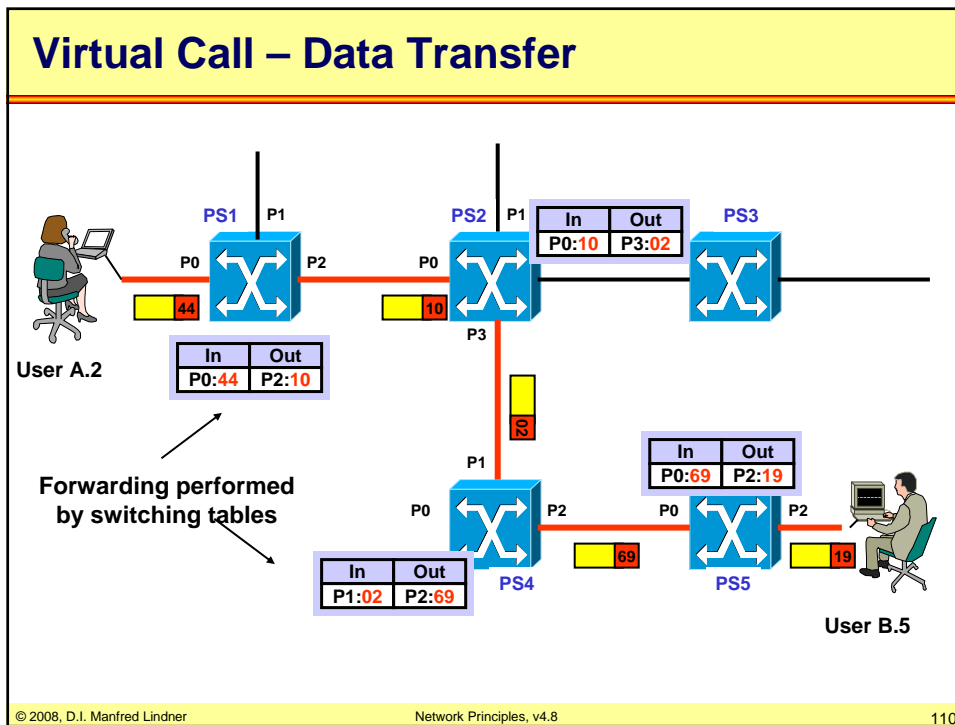 Virtual Call – Data Transfer
PS1
P1
PS2
P1
PS3
In Out
P0:10 P3:02
P0
P2
P0
44
10
P3
User A.2
In Out
P0:44 P2:10
02
Forwarding performed
by switching tables
P1
In Out
P0:69 P2:19
P0
P2
P0
P2
69
19
In Out
P1:02 P2:69
PS4
PS5
User B.5
© 2008, D.I. Manfred Lindner
Network Principles, v4.8
110